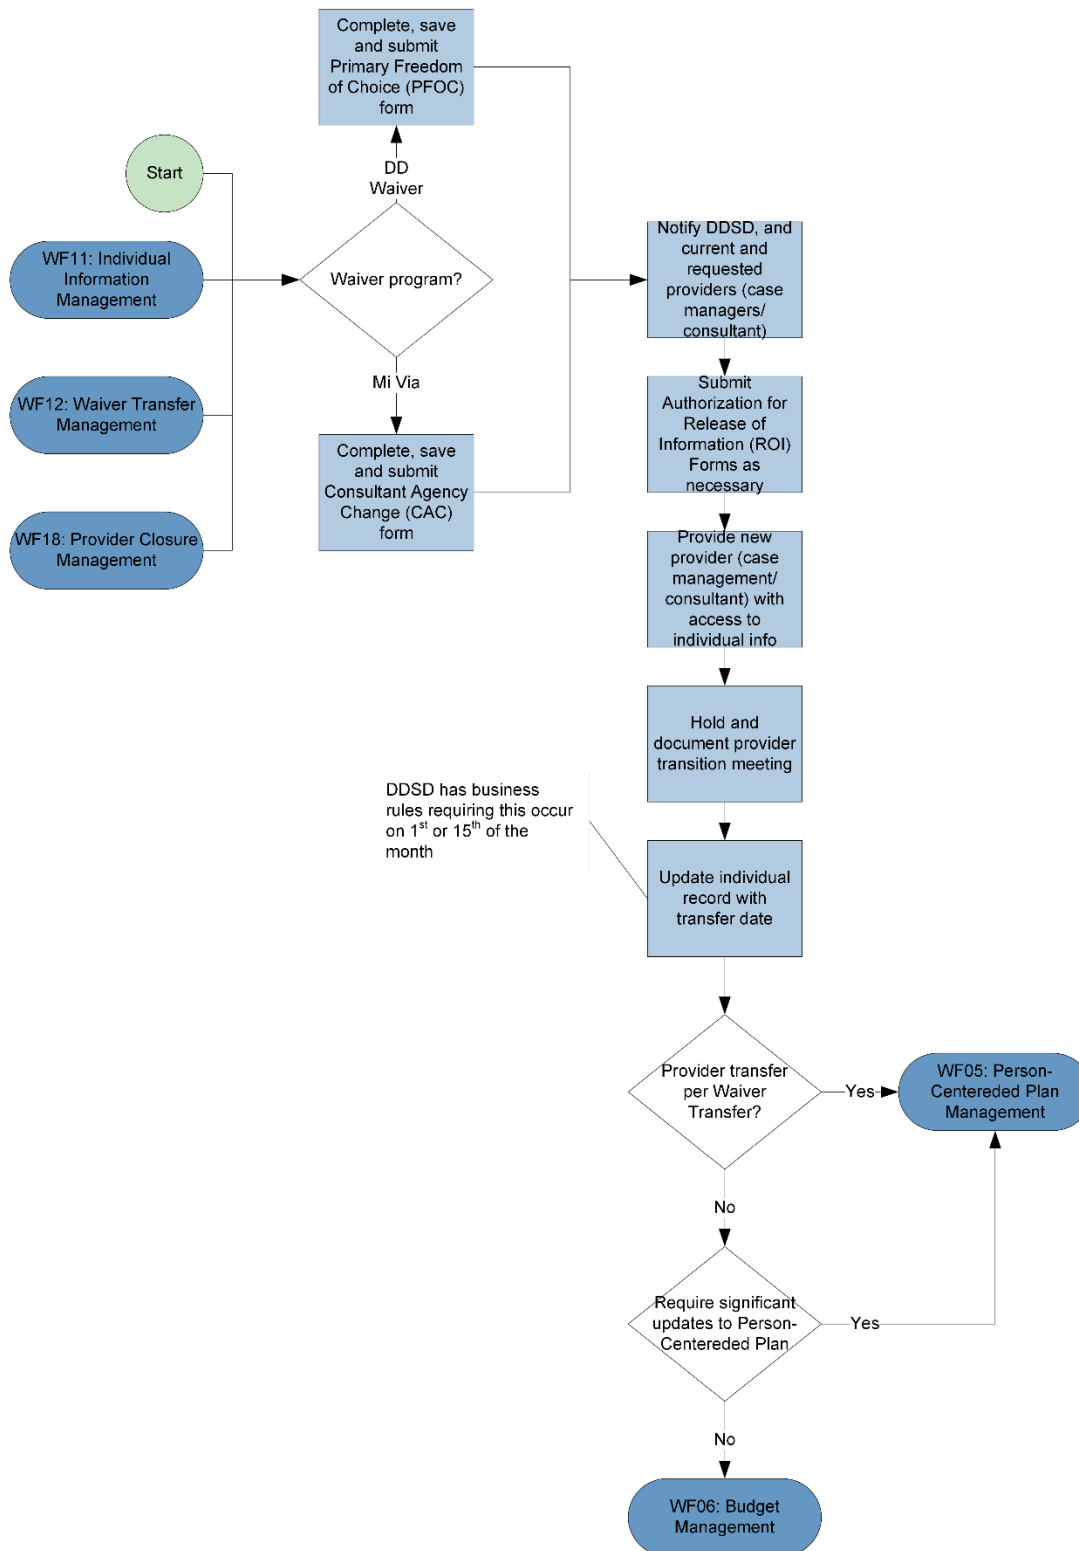 Complete, save
and submit
Primary Freedom
of Choice (PFOC)
form
Start
DD
Waiver
WF11: Individual
Information
Management
Waiver program?
Notify DDSD, and
current and
requested
providers (case
managers/
consultant)
Mi Via
WF12: Waiver Transfer
Management
Submit
Authorization for
Release of
Information (ROI)
Forms as
necessary
Complete, save
and submit
Consultant Agency
Change (CAC)
form
WF18: Provider Closure
Management
Provide new
provider (case
management/
consultant) with
access to
individual info
Hold and
document provider
transition meeting
DDSD has business
rules requiring this occur
on 1st or 15th of the
month
Update individual
record with
transfer date
Provider transfer
per Waiver
Transfer?
Yes
WF05: Person-
Centereded Plan
Management
No
Require significant
updates to Person-
Centereded Plan
Yes
No
WF06: Budget
Management